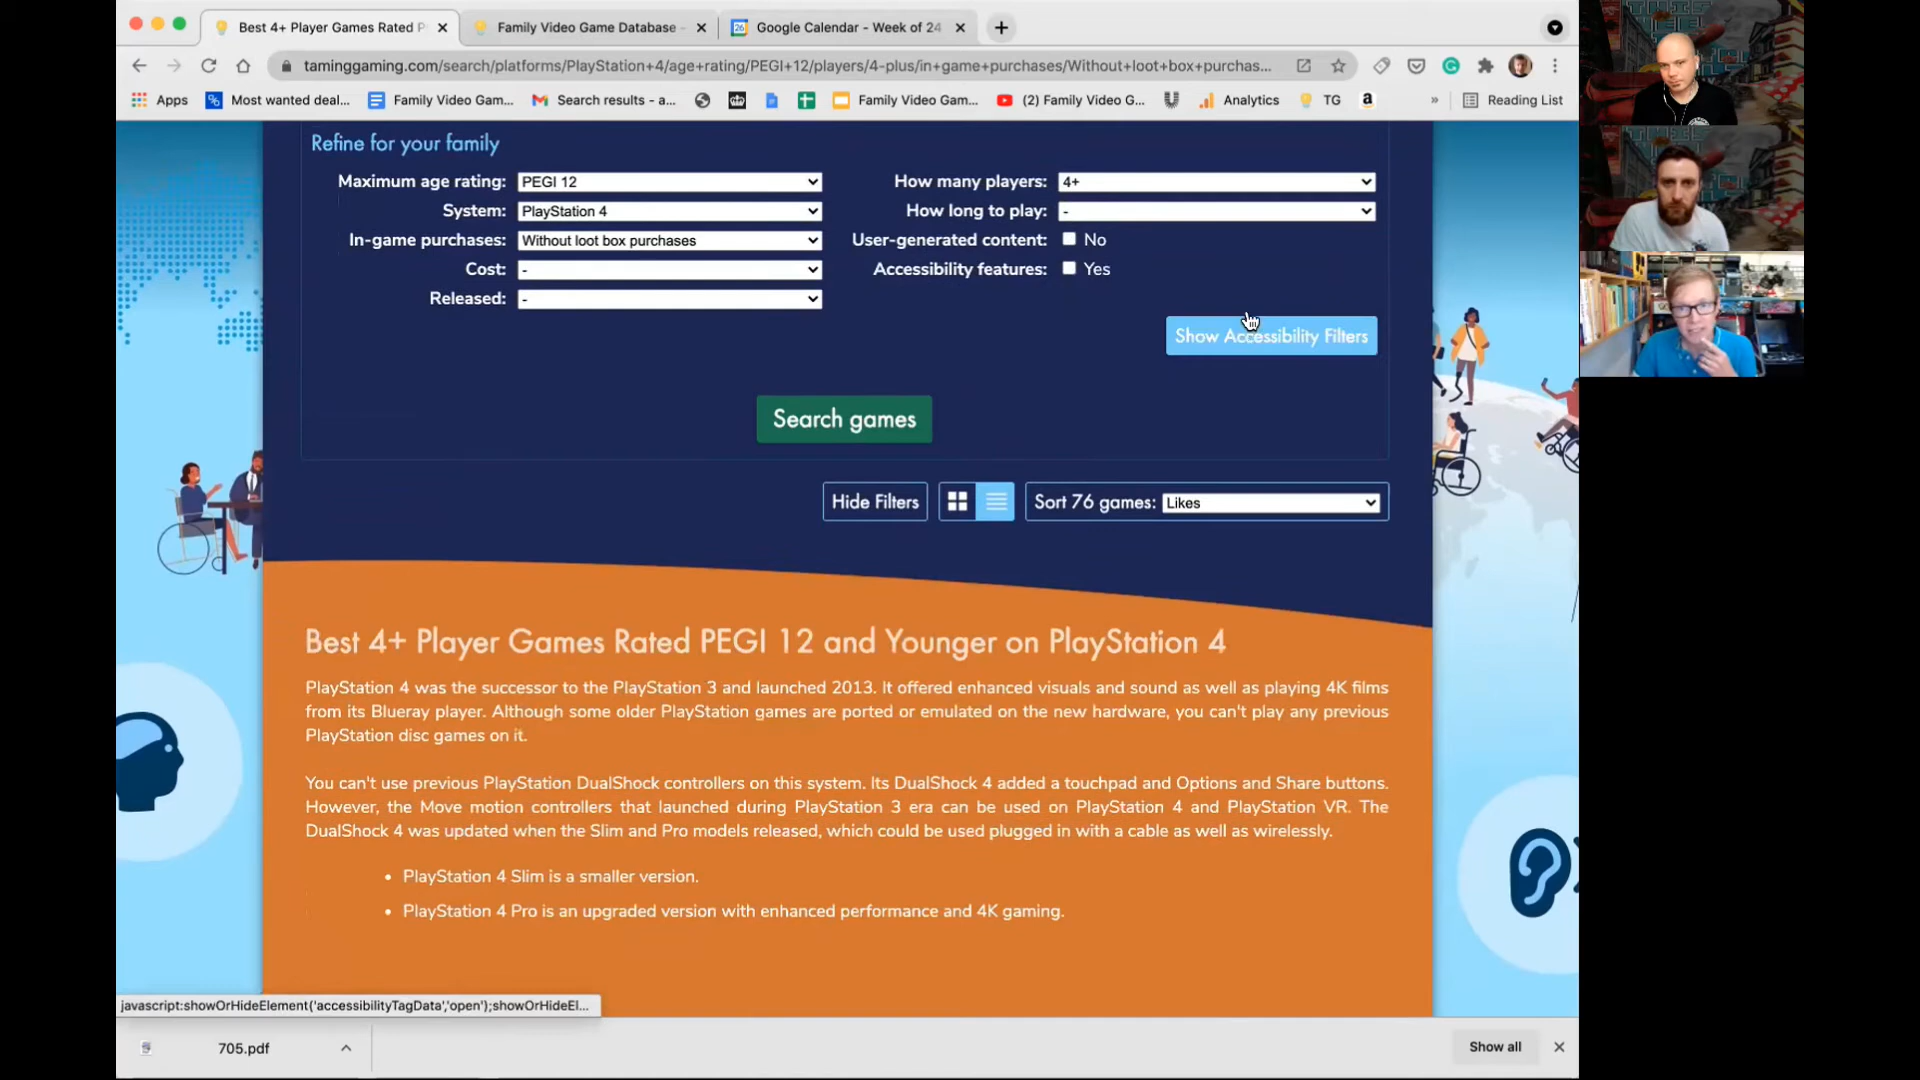 Best 4+ Player Games Rated P
Family Video Game Database -
Google Calendar - Week of 24
taminggaming.com/search/platforms/PlayStation+4/age+rating/PEGI+12/players/4-plus/in+game+purchases/Without+loot+box+purchas...
Apps
Most wanted deal...
Family Video Gam...
Search results - a...
Family Video Gam...
(2) Family Video G...
Analytics
TG
Reading List
Refine for your family
Maximum age rating: PEGI 12
How many players: 4+
System: PlayStation 4
How long to play: -
In-game purchases: Without loot box purchases
User-generated content: No
Cost: -
Accessibility features: Yes
Released: -
Show Accessibility Filters
Search games
Hide Filters
Sort 76 games: Likes
Best 4+ Player Games Rated PEGI 12 and Younger on PlayStation 4
PlayStation 4 was the successor to the PlayStation 3 and launched 2013. It offered enhanced visuals and sound as well as playing 4K films
from its Blueray player. Although some older PlayStation games are ported or emulated on the new hardware, you can't play any previous
PlayStation disc games on it.
You can't use previous PlayStation DualShock controllers on this system. Its DualShock 4 added a touchpad and Options and Share buttons.
However, the Move motion controllers that launched during PlayStation 3 era can be used on PlayStation 4 and PlayStation VR. The
DualShock 4 was updated when the Slim and Pro models released, which could be used plugged in with a cable as well as wirelessly.
• PlayStation 4 Slim is a smaller version.
• PlayStation 4 Pro is an upgraded version with enhanced performance and 4K gaming.
javascript:showOrHideElement('accessibilityTagData','open');showOrHideEl...
705.pdf
Show all